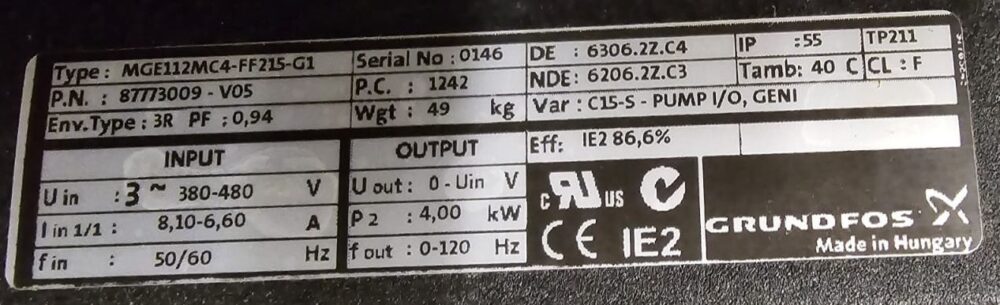 Type : MGE112MC4-FF215-G1
P.N. : 87773009 - V05
Env.Type : 3R PF : 0,94
Serial No : 0146
P.C. : 1242
Wgt : 49 kg
DE : 6306.2Z.C4
NDE : 6206.2Z.C3
Var : C15-S - PUMP I/O, GENI
IP : 55
TP211
Tamb: 40 C
CL : F
INPUT
U in : 3 ~ 380-480 V
I in 1/1 : 8,10-6,60 A
f in : 50/60 Hz
OUTPUT
U out : 0 - Uin V
P 2 : 4,00 kW
f out : 0-120 Hz
Eff: IE2 86,6%
c RU US
CE IE2
GRUNDFOS
Made in Hungary